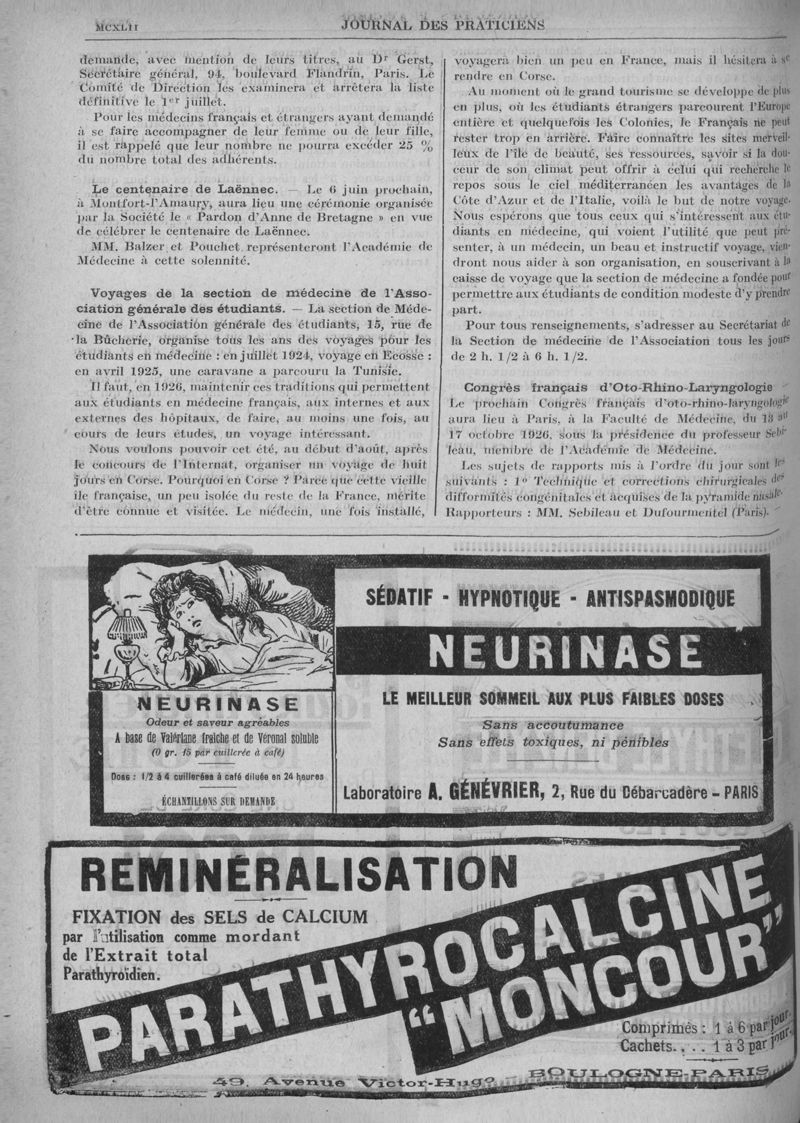 MCXLII
JOURNAL DES PRATICIENS
demande, avec mention de leurs titres, au Dr Gerst,
Secrétaire général, 94, boulevard Flandrin, Paris. Le
Comité de Direction les examinera et arrêtera la liste
définitive le 1er juillet.
Pour les médecins français et étrangers ayant demandé
à se faire accompagner de leur femme ou de leur fille,
il est rappelé que leur nombre ne pourra excéder 25 %
du nombre total des adhérents.
Le centenaire de Laënnec. — Le 6 juin prochain,
à Montfort-l'Amaury, aura lieu une cérémonie organisée
par la Société le « Pardon d'Anne de Bretagne » en vue
de célébrer le centenaire de Laënnec.
MM. Balzer et Pouchet représenteront l'Académie de
Médecine à cette solennité.
Voyages de la section de médecine de l'Asso-
ciation générale des étudiants. — La section de Méde-
cine de l'Association générale des étudiants, 15, rue de
la Bûcherie, organise tous les ans des voyages pour les
étudiants en médecine : en juillet 1924, voyage en Ecosse :
en avril 1925, une caravane a parcouru la Tunisie.
Il faut, en 1926, maintenir ces traditions qui permettent
aux étudiants en médecine français, aux internes et aux
externes des hôpitaux, de faire, au moins une fois, au
cours de leurs études, un voyage intéressant.
Nous voulons pouvoir cet été, au début d'août, après
le concours de l'Internat, organiser un voyage de huit
jours en Corse. Pourquoi en Corse ? Parce que cette vieille
île française, un peu isolée du reste de la France, mérite
d'être connue et visitée. Le médecin, une fois installé,
voyagera bien un peu en France, mais il hésitera à se
rendre en Corse.
Au moment où le grand tourisme se développe de plus
en plus, où les étudiants étrangers parcourent l'Europe
entière et quelquefois les Colonies, le Français ne peut
rester trop en arrière. Faire connaître les sites merveil-
leux de l'île de beauté, ses ressources, savoir si la dou-
ceur de son climat peut offrir à celui qui recherche le
repos sous le ciel méditerranéen les avantages de la
Côte d'Azur et de l'Italie, voilà le but de notre voyage.
Nous espérons que tous ceux qui s'intéressent aux étu-
diants en médecine, qui voient l'utilité que peut pré-
senter, à un médecin, un beau et instructif voyage, vien-
dront nous aider à son organisation, en souscrivant à la
caisse de voyage que la section de médecine a fondée pour
permettre aux étudiants de condition modeste d'y prendre
part.
Pour tous renseignements, s'adresser au Secrétariat de
la Section de médecine de l'Association tous les jours
de 2 h. 1/2 à 6 h. 1/2.
Congrès français d'Oto-Rhino-Laryngologie
Le prochain Congrès français d'oto-rhino-laryngologie
aura lieu à Paris, à la Faculté de Médecine, du 13 au
17 octobre 1926, sous la présidence du professeur Sebi-
leau, membre de l'Académie de Médecine.
Les sujets de rapports mis à l'ordre du jour sont les
suivants : 1o Technique et corrections chirurgicales des
difformités congénitales et acquises de la pyramide nasale.
Rapporteurs : MM. Sebileau et Dufourmentel (Paris).
NEURINASE
Odeur et saveur agréables
A base de Valériane fraîche et de Véronal soluble
(0 gr. 15 par cuillerée à café)
Dose : 1/2 à 4 cuillerées à café diluée en 24 heures
ÉCHANTILLONS SUR DEMANDE
SÉDATIF - HYPNOTIQUE - ANTISPASMODIQUE
NEURINASE
LE MEILLEUR SOMMEIL AUX PLUS FAIBLES DOSES
Sans accoutumance
Sans effets toxiques, ni pénibles
Laboratoire A. GÉNÉVRIER, 2, Rue du Débarcadère - PARIS
REMINÉRALISATION
FIXATION des SELS de CALCIUM
par l'utilisation comme mordant
de l'Extrait total
Parathyroïdien.
PARATHYROCALCINE
"MONCOUR"
Comprimés : 1 à 6 par jour.
Cachets.... 1 à 3 par jour.
49, Avenue Victor-Hugo - BOULOGNE-PARIS